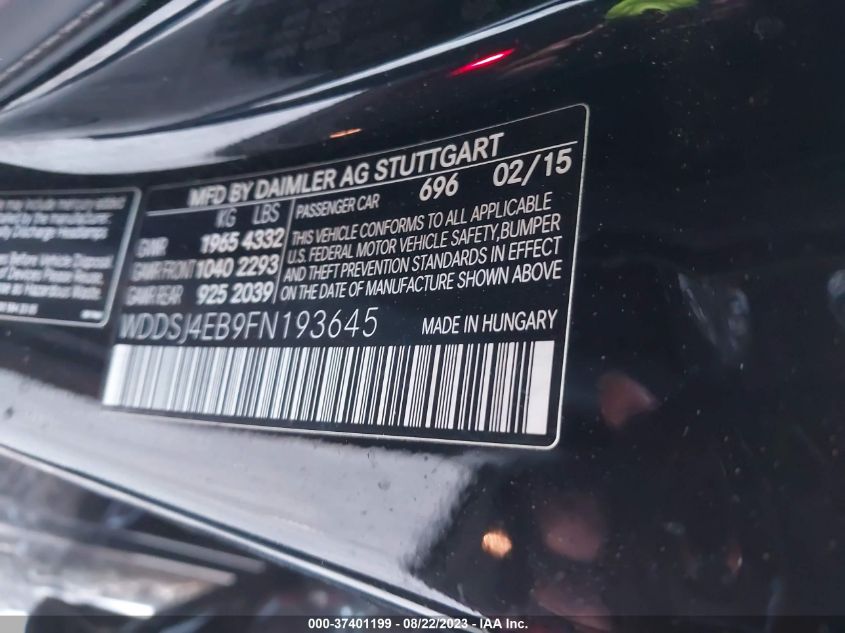 MFD BY DAIMLER AG STUTTGART
KG LBS
GWR 1965 4332
GAWR FRONT 1040 2293
GAWR REAR 925 2039
PASSENGER CAR 696 02/15
THIS VEHICLE CONFORMS TO ALL APPLICABLE
U.S. FEDERAL MOTOR VEHICLE SAFETY, BUMPER
AND THEFT PREVENTION STANDARDS IN EFFECT
ON THE DATE OF MANUFACTURE SHOWN ABOVE
WDDSJ4EB9FN193645 MADE IN HUNGARY
000-37401199 - 08/22/2023 - IAA Inc.